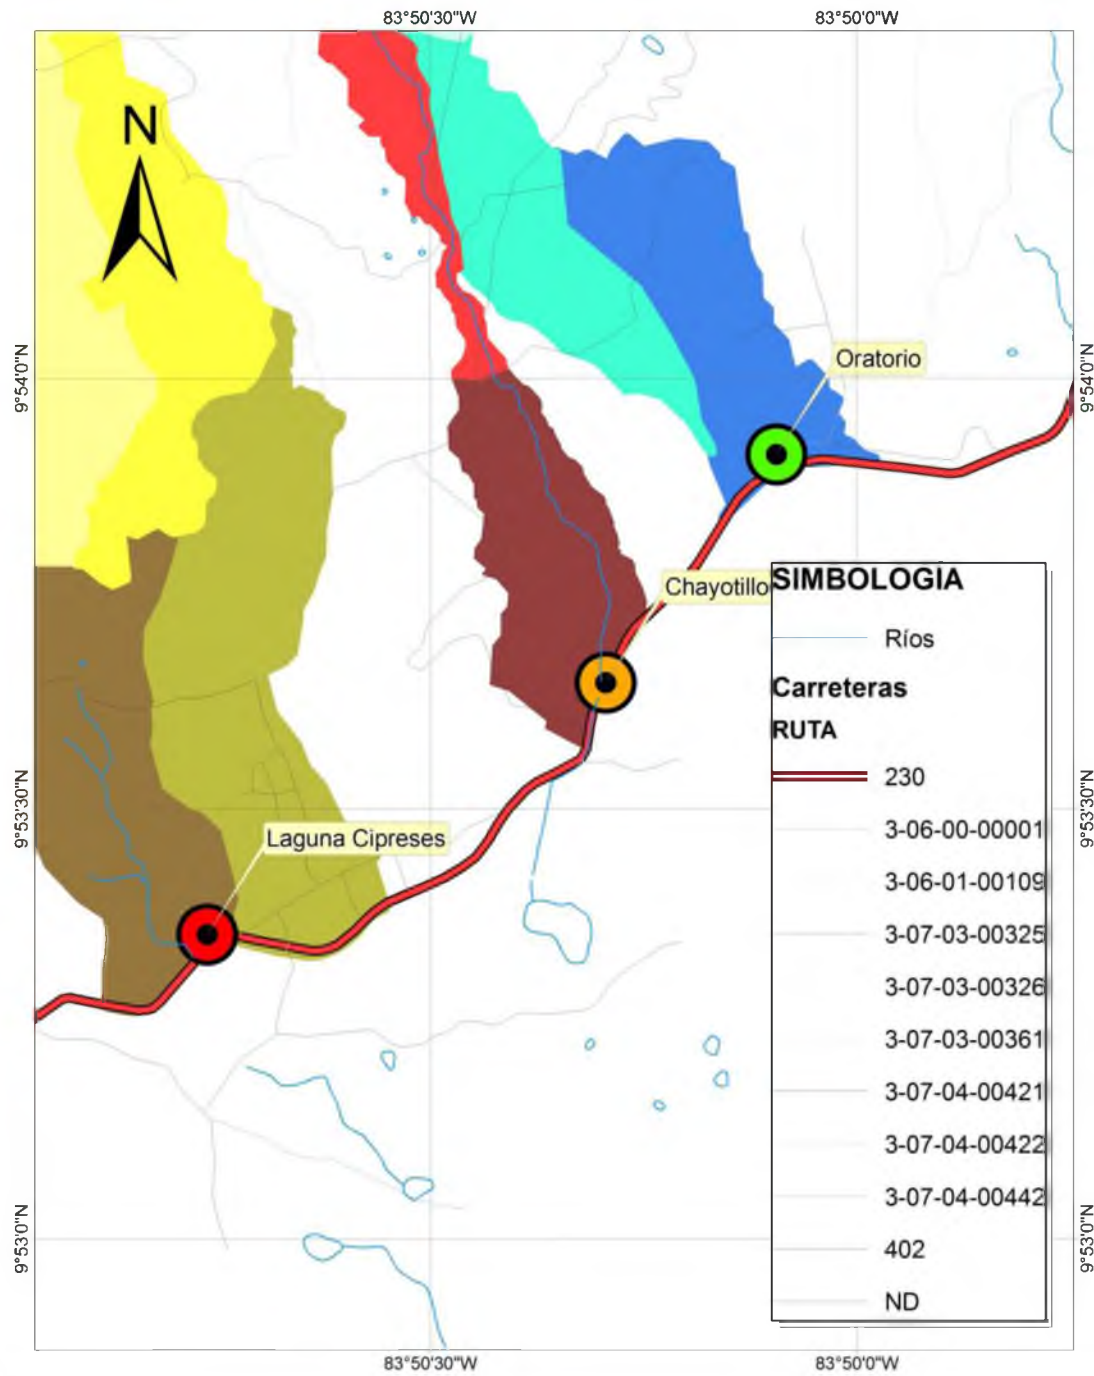 83°50'30"W
83°50'0"W
N
Oratorio
9°54'0"N
9°54'0"N
Chayotillo
SIMBOLOGIA
Ríos
Carreteras
RUTA
230
3-06-00-00001
3-06-01-00109
3-07-03-00325
3-07-03-00326
3-07-03-00361
3-07-04-00421
3-07-04-00422
3-07-04-00442
402
ND
9°53'30"N
9°53'30"N
Laguna Cipreses
9°53'0"N
9°53'0"N
83°50'30"W
83°50'0"W